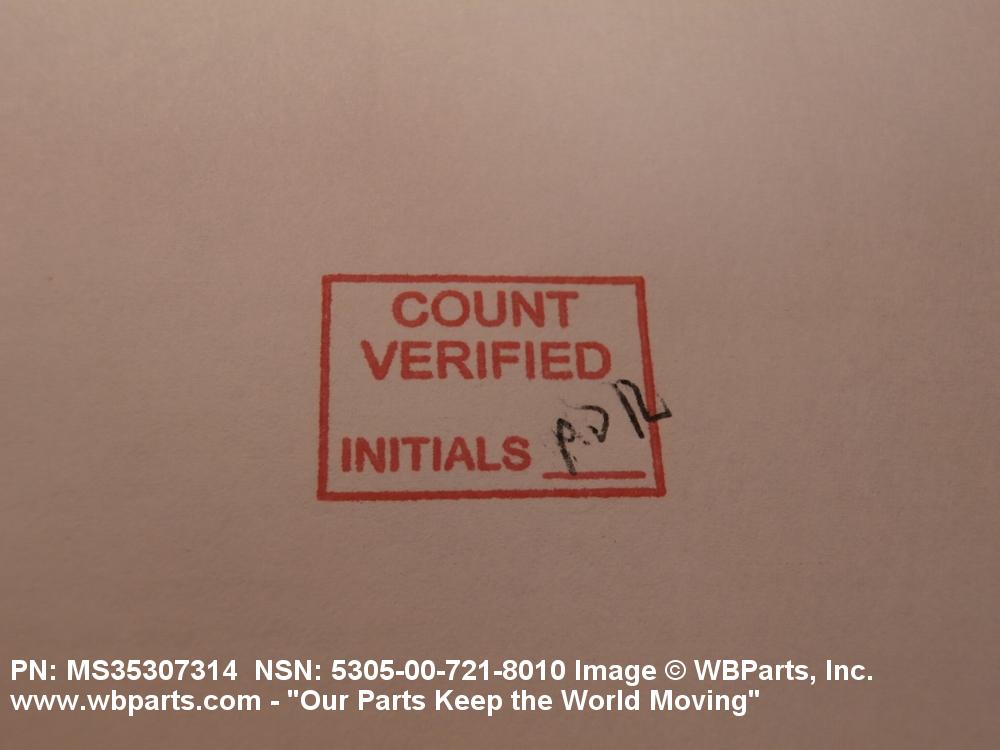 COUNT
VERIFIED
INITIALS
PN: MS35307314 NSN: 5305-00-721-8010 Image © WBParts, Inc.
www.wbparts.com - "Our Parts Keep the World Moving"